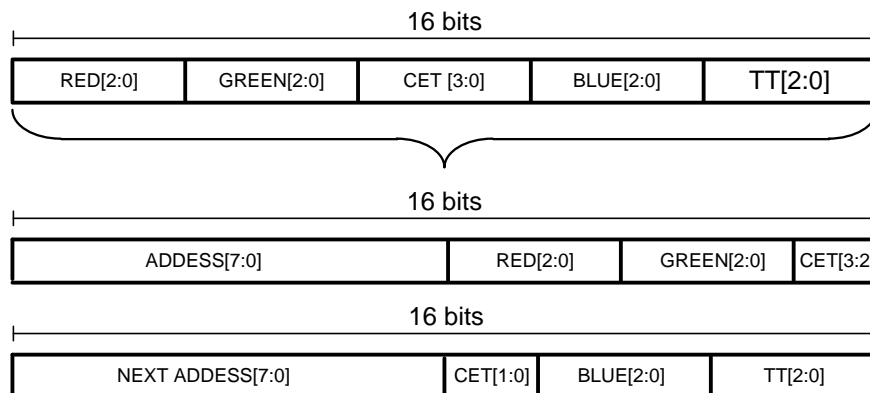 16 bits
RED[2:0] GREEN[2:0] CET [3:0] BLUE[2:0] TT[2:0]
16 bits
ADDESS[7:0] RED[2:0] GREEN[2:0] CET[3:2
16 bits
NEXT ADDESS[7:0] CET[1:0] BLUE[2:0] TT[2:0]